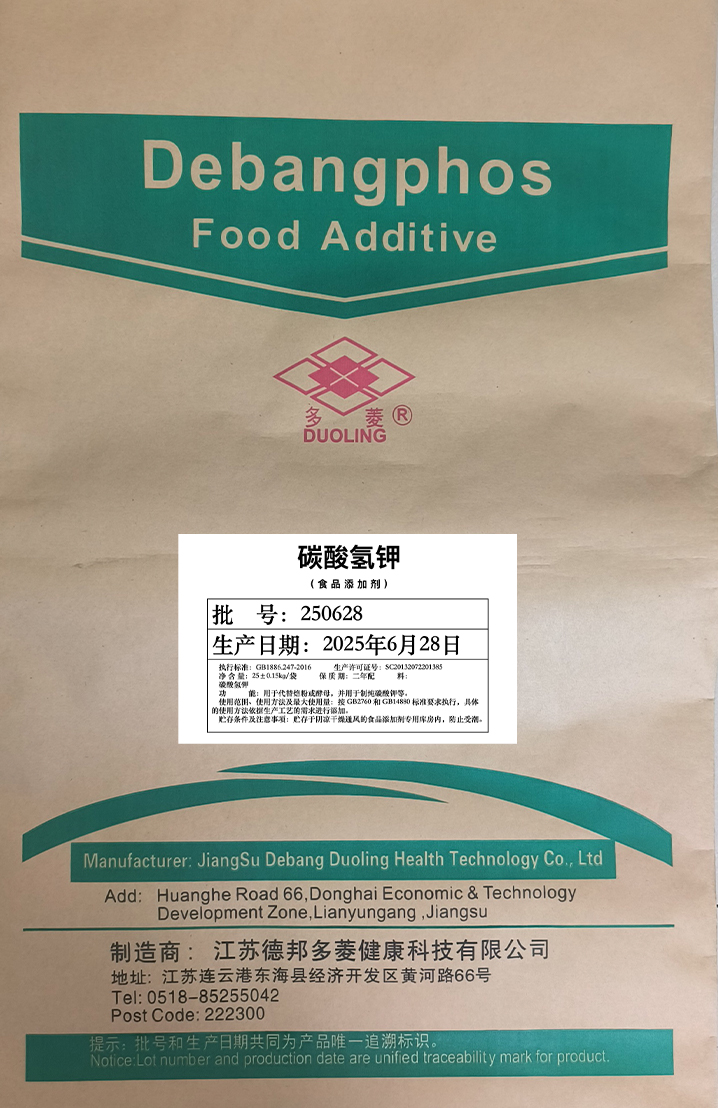 Debangphos
Food Additive
多 菱®
DUOLING
碳酸氢钾
（食品添加剂）
批 号：250628
生产日期：2025年6月28日
执行标准：GB1886.247-2016 生产许可证号：SC20132072201385
净 含 量：25±0.15kg/袋 保 质 期：二年配 料：
碳酸氢钾
功 能：用于代替焙粉或酵母，并用于制纯碳酸钾等。
使用范围、使用方法及最大使用量：按GB2760 和GB14880 标准要求执行，具体
的使用方法依据生产工艺的需求进行添加。
贮存条件及注意事项：贮存于阴凉干燥通风的食品添加剂专用库房内，防止受潮。
Manufacturer: JiangSu Debang Duoling Health Technology Co., Ltd
Add: Huanghe Road 66,Donghai Economic & Technology
Development Zone,Lianyungang ,Jiangsu
制造商：江苏德邦多菱健康科技有限公司
地址：江苏连云港东海县经济开发区黄河路66号
Tel: 0518-85255042
Post Code: 222300
提示：批号和生产日期共同为产品唯一追溯标识。
Notice:Lot number and production date are unified traceability mark for product.